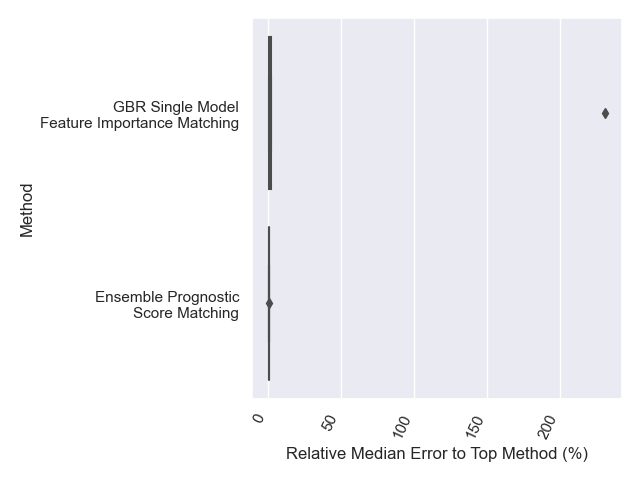 GBR Single Model
Feature Importance Matching
Method
Ensemble Prognostic
Score Matching
0
50
100
150
200
Relative Median Error to Top Method (%)